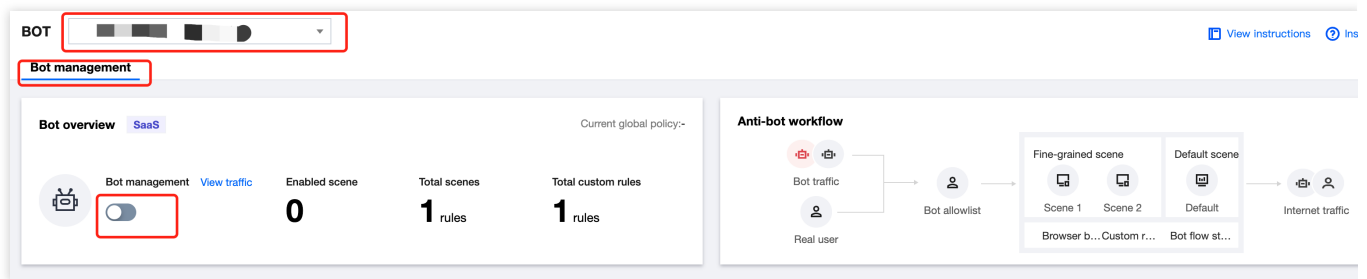 BOT
View instructions
Ins
Bot management
Bot overview SaaS
Current global policy:-
Bot management View traffic
Enabled scene
0
Total scenes
1 rules
Total custom rules
1 rules
Anti-bot workflow
Bot traffic
Real user
Bot allowlist
Fine-grained scene
Scene 1
Scene 2
Browser b...
Custom r...
Default scene
Default
Bot flow st...
Internet traffic